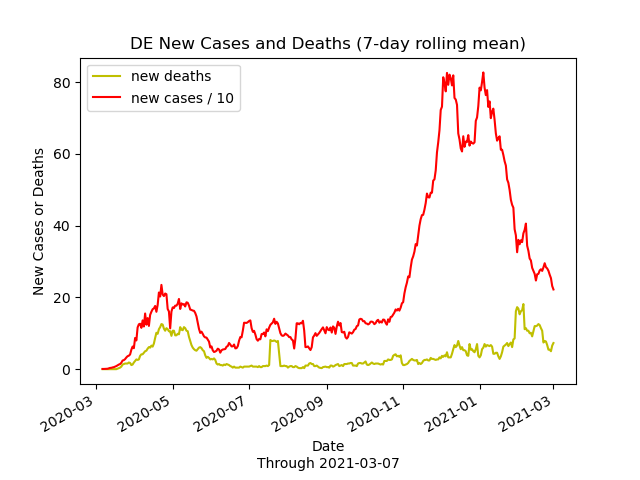 DE New Cases and Deaths (7-day rolling mean)
new deaths
new cases / 10
80
60
40
20
0
New Cases or Deaths
2020-03
2020-05
2020-07
2020-09
2020-11
2021-01
2021-03
Date
Through 2021-03-07